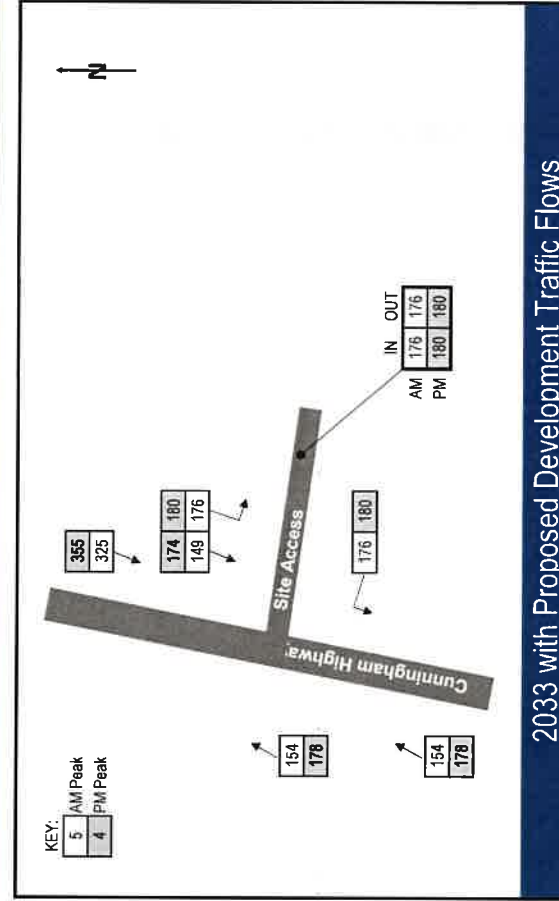 KEY:
5 AM Peak
4 PM Peak
N
355
325
174 180
149 176
154
178
154
178
Cunningham Highwa
Site Access
176 180
IN OUT
AM 176 176
PM 180 180
2033 with Proposed Development Traffic Flows